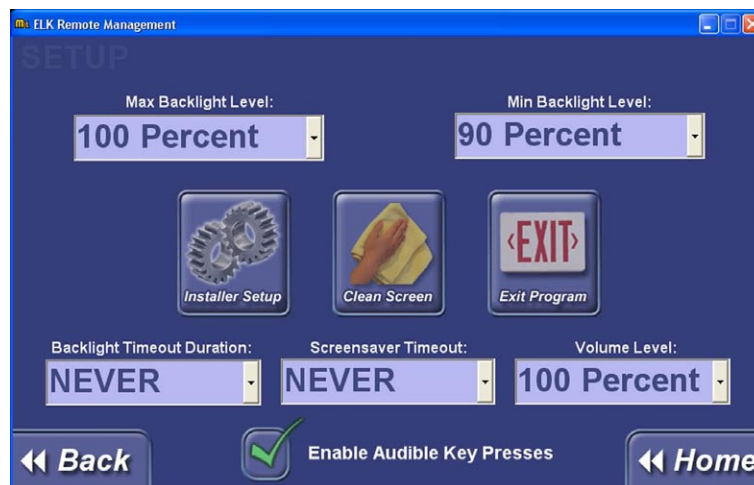 ELK Remote Management
SETUP
Max Backlight Level:
Min Backlight Level:
100 Percent
90 Percent
Installer Setup
Clean Screen
EXIT
Exit Program
Backlight Timeout Duration:
Screensaver Timeout:
Volume Level:
NEVER
NEVER
100 Percent
Back
Enable Audible Key Presses
Home